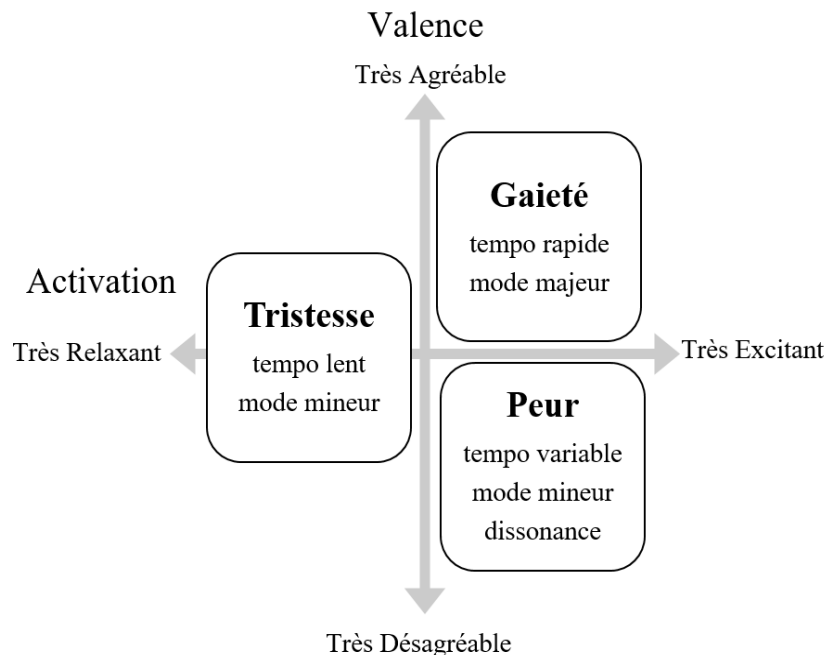 Valence
Très Agréable
Gaieté
tempo rapide
mode majeur
Activation
Tristesse
Très Relaxant
tempo lent
mode mineur
Très Excitant
Peur
tempo variable
mode mineur
dissonance
Très Désagréable